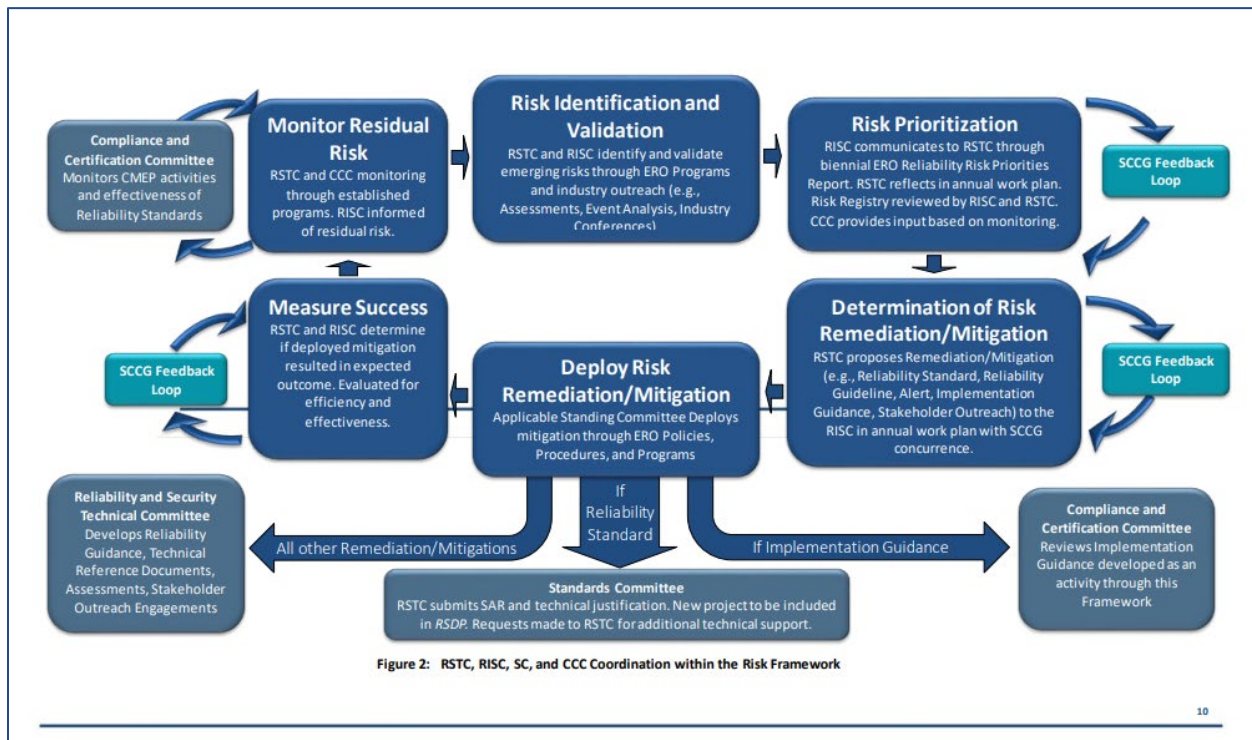 Compliance and
Certification Committee
Monitors CMEP activities
and effectiveness of
Reliability Standards
Monitor Residual
Risk
RSTC and CCC monitoring
through established
programs. RISC informed
of residual risk.
Risk Identification and
Validation
RSTC and RISC identify and validate
emerging risks through ERO Programs
and industry outreach (e.g.,
Assessments, Event Analysis, Industry
Conferences)
Risk Prioritization
RISC communicates to RSTC through
biennial ERO Reliability Risk Priorities
Report. RSTC reflects in annual work plan.
Risk Registry reviewed by RISC and RSTC.
CCC provides input based on monitoring.
SCCG Feedback
Loop
SCCG Feedback
Loop
Measure Success
RSTC and RISC determine
if deployed mitigation
resulted in expected
outcome. Evaluated for
efficiency and
effectiveness.
Deploy Risk
Remediation/Mitigation
Applicable Standing Committee Deploys
mitigation through ERO Policies,
Procedures, and Programs
Determination of Risk
Remediation/Mitigation
RSTC proposes Remediation/Mitigation
(e.g., Reliability Standard, Reliability
Guideline, Alert, Implementation
Guidance, Stakeholder Outreach) to the
RISC in annual work plan with SCCG
concurrence.
SCCG Feedback
Loop
Reliability and Security
Technical Committee
Develops Reliability
Guidance, Technical
Reference Documents,
Assessments, Stakeholder
Outreach Engagements
All other Remediation/Mitigations
If
Reliability
Standard
If Implementation Guidance
Compliance and
Certification Committee
Reviews Implementation
Guidance developed as an
activity through this
Framework
Standards Committee
RSTC submits SAR and technical justification. New project to be included
in RSDP. Requests made to RSTC for additional technical support.
Figure 2: RSTC, RISC, SC, and CCC Coordination within the Risk Framework
10